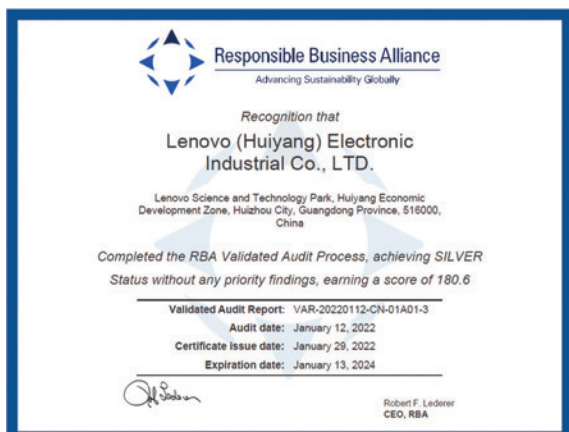 Responsible Business Alliance
Advancing Sustainability Globally
Recognition that
Lenovo (Huiyang) Electronic
Industrial Co., LTD.
Lenovo Science and Technology Park, Huiyang Economic
Development Zone, Huizhou City, Guangdong Province, 516000,
China
Completed the RBA Validated Audit Process, achieving SILVER
Status without any priority findings, earning a score of 180.6
Validated Audit Report: VAR-20220112-CN-01A01-3
Audit date: January 12, 2022
Certificate Issue date: January 29, 2022
Expiration date: January 13, 2024
Robert F. Lederer
CEO, RBA